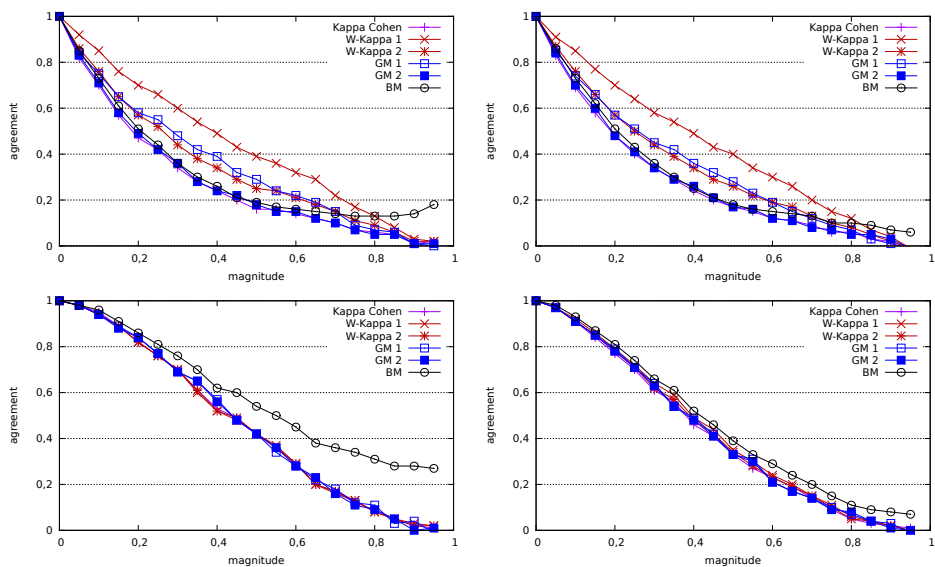 1
0,8
0,6
0,4
0,2
0
0
0,2
0,4
0,6
0,8
1
agreement
magnitude
Kappa Cohen
W-Kappa 1
W-Kappa 2
GM 1
GM 2
BM
1
0,8
0,6
0,4
0,2
0
0
0,2
0,4
0,6
0,8
1
agreement
magnitude
Kappa Cohen
W-Kappa 1
W-Kappa 2
GM 1
GM 2
BM
1
0,8
0,6
0,4
0,2
0
0
0,2
0,4
0,6
0,8
1
agreement
magnitude
Kappa Cohen
W-Kappa 1
W-Kappa 2
GM 1
GM 2
BM
1
0,8
0,6
0,4
0,2
0
0
0,2
0,4
0,6
0,8
1
agreement
magnitude
Kappa Cohen
W-Kappa 1
W-Kappa 2
GM 1
GM 2
BM